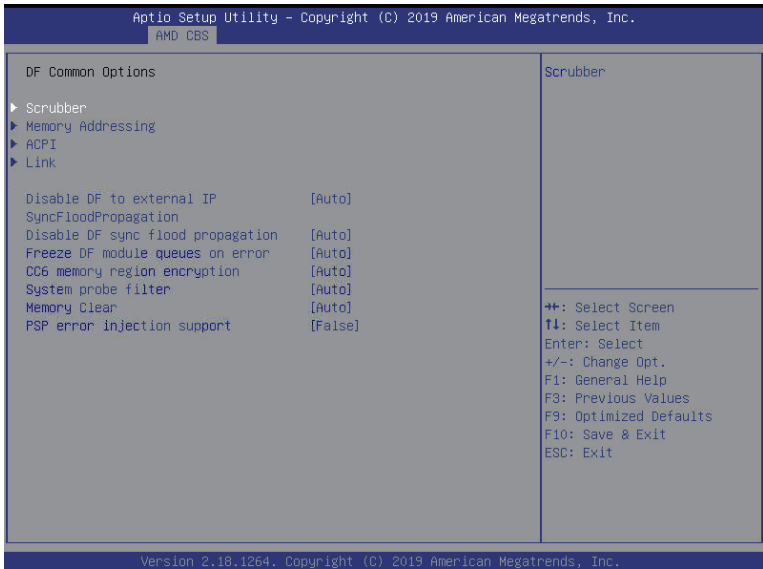 Aptio Setup Utility – Copyright (C) 2019 American Megatrends, Inc.
AMD CBS
DF Common Options
Scrubber
Memory Addressing
ACPI
Link
Disable DF to external IP [Auto]
SyncFloodPropagation
Disable DF sync flood propagation [Auto]
Freeze DF module queues on error [Auto]
CC6 memory region encryption [Auto]
System probe filter [Auto]
Memory Clear [Auto]
PSP error injection support [False]
Scrubber
→←: Select Screen
↑↓: Select Item
Enter: Select
+/-: Change Opt.
F1: General Help
F3: Previous Values
F9: Optimized Defaults
F10: Save & Exit
ESC: Exit
Version 2.18.1264. Copyright (C) 2019 American Megatrends, Inc.